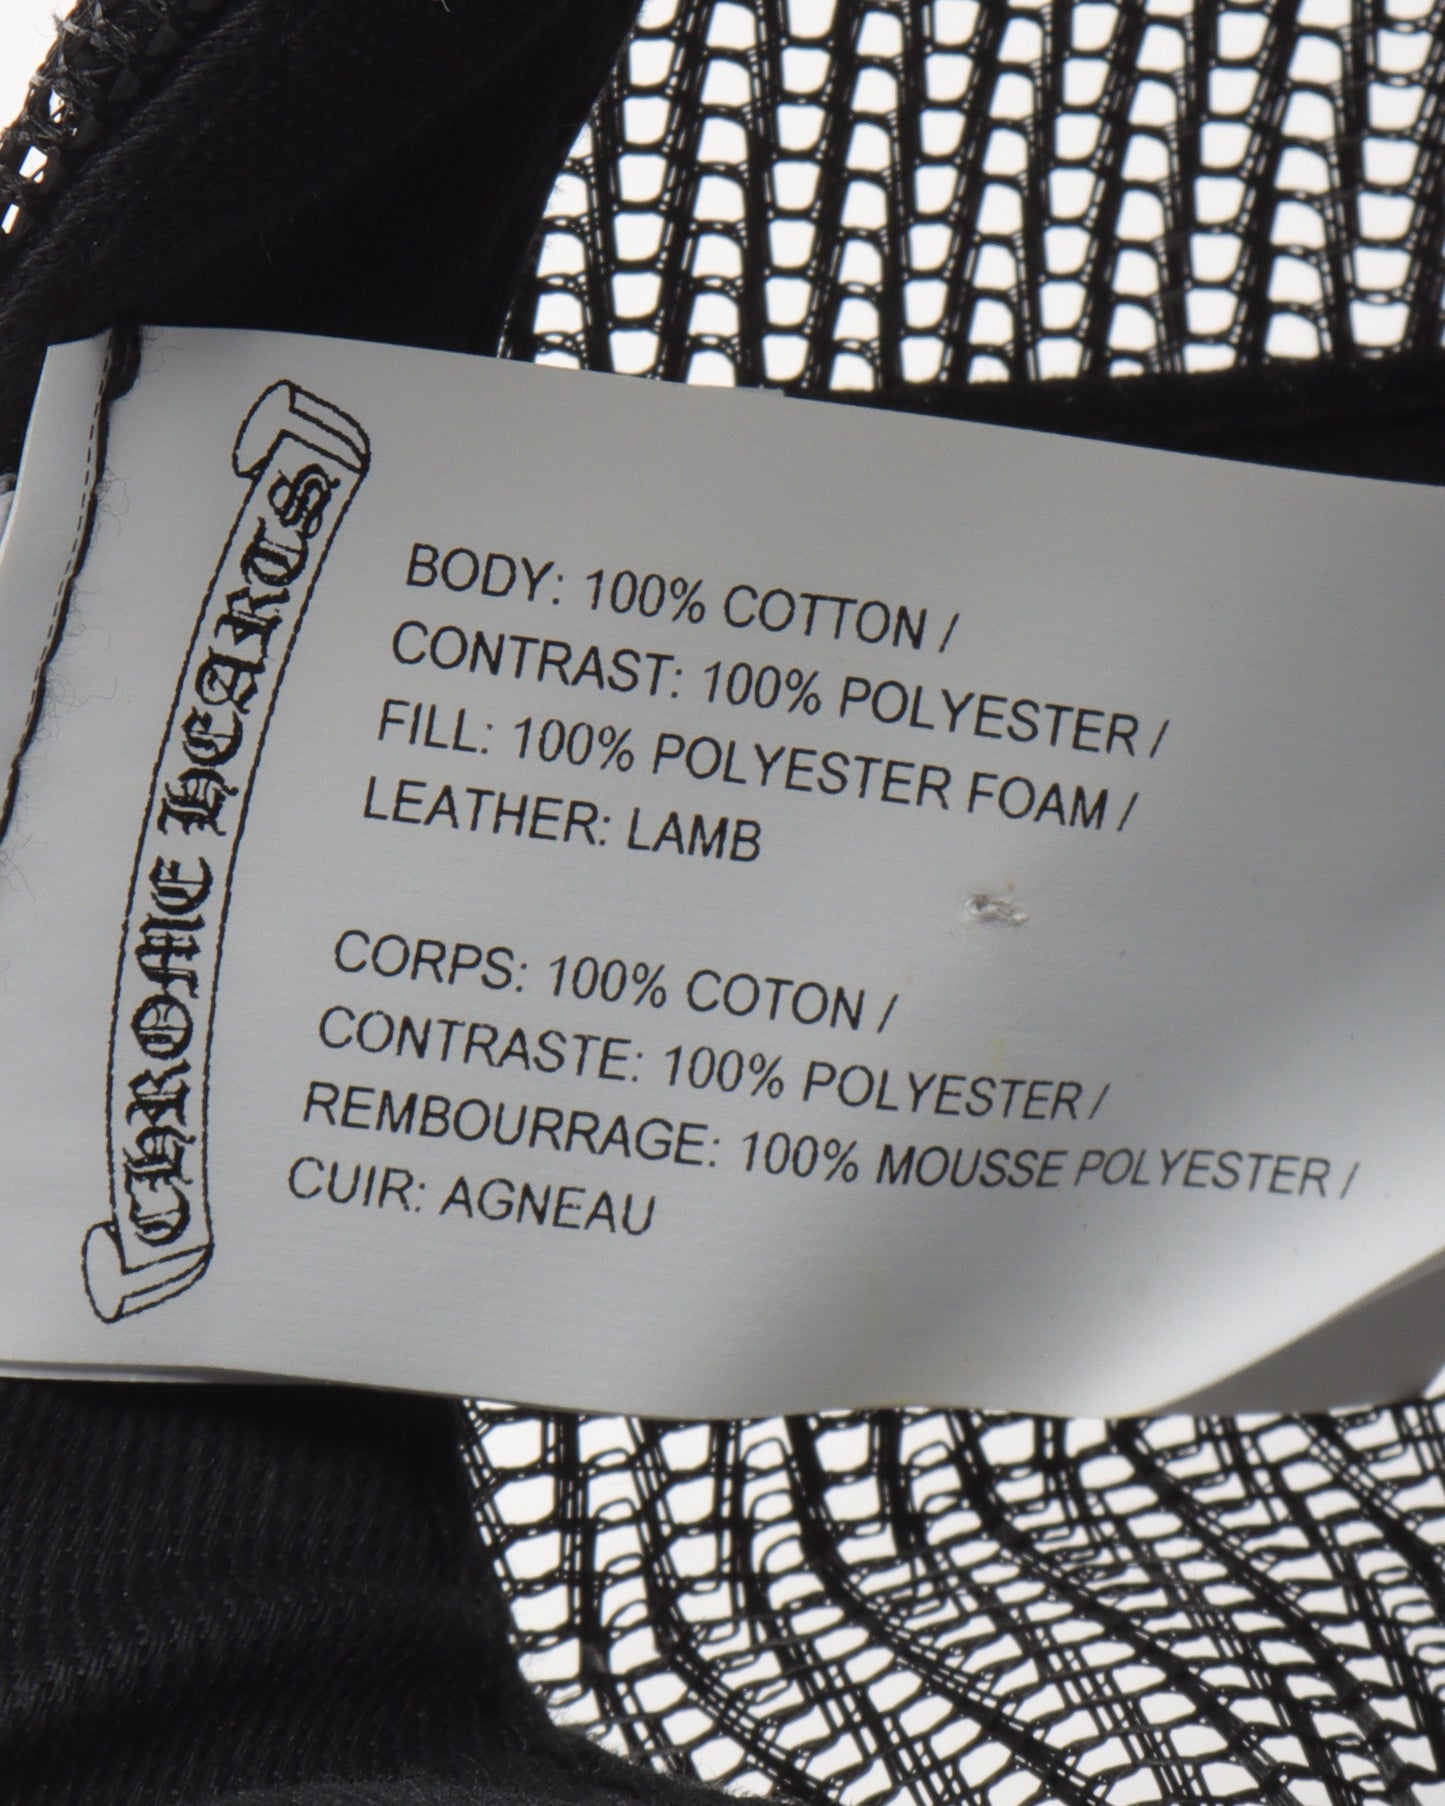 CHROME HEARTS
BODY: 100% COTTON /
CONTRAST: 100% POLYESTER /
FILL: 100% POLYESTER FOAM /
LEATHER: LAMB
CORPS: 100% COTON /
CONTRASTE: 100% POLYESTER /
REMBOURRAGE: 100% MOUSSE POLYESTER /
CUIR: AGNEAU